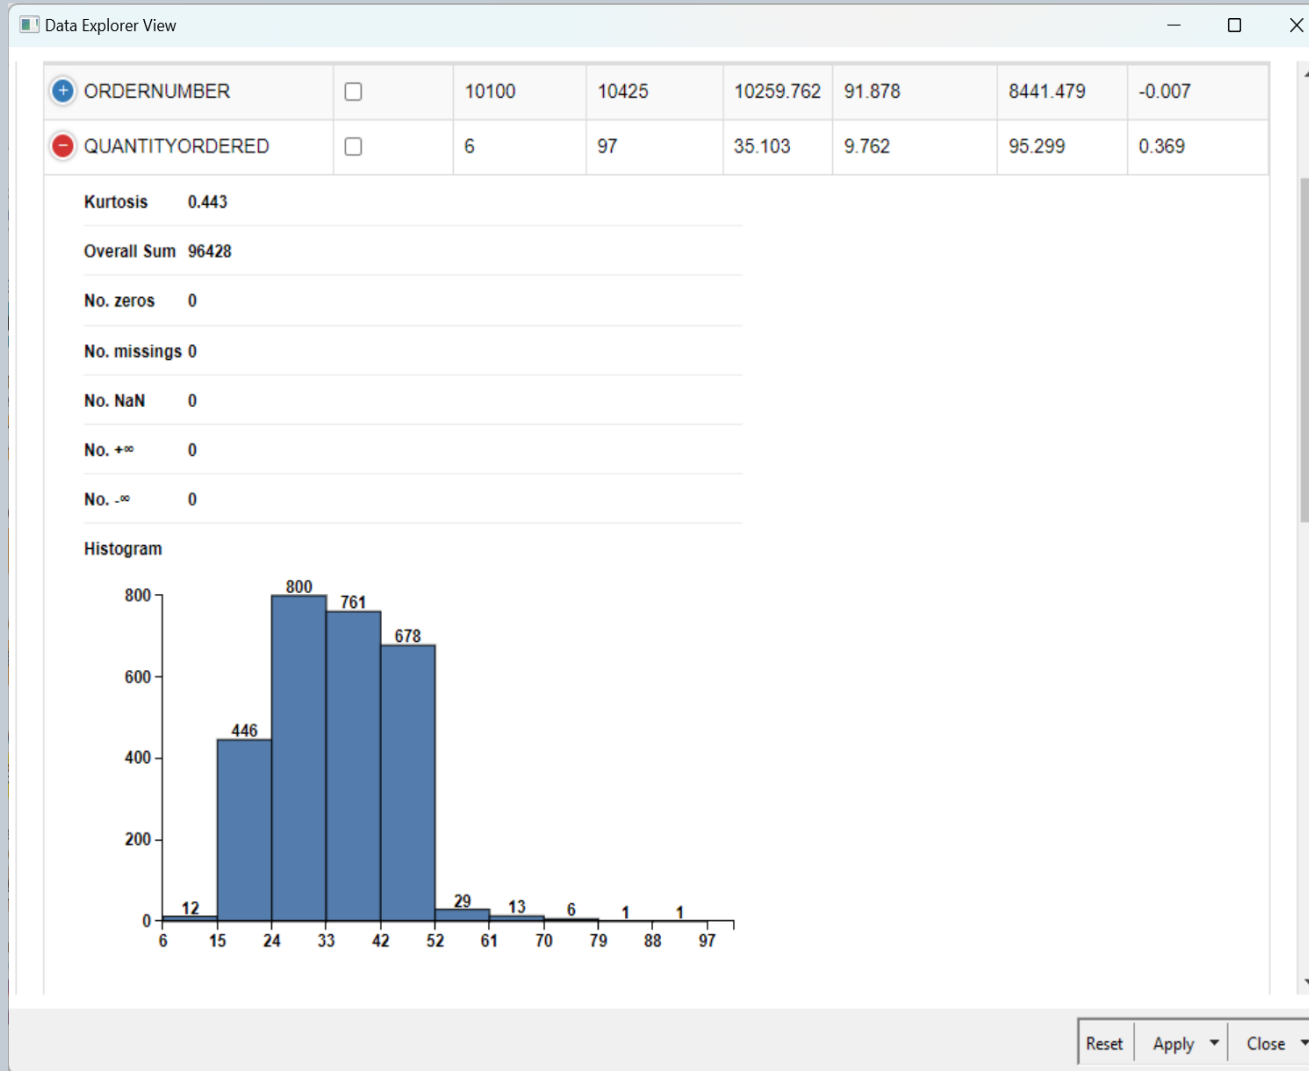 Data Explorer View
ORDERNUMBER 10100 10425 10259.762 91.878 8441.479 -0.007
QUANTITYORDERED 6 97 35.103 9.762 95.299 0.369
Kurtosis 0.443
Overall Sum 96428
No. zeros 0
No. missings 0
No. NaN 0
No. +∞ 0
No. -∞ 0
Histogram
800
600
400
200
0
12 446 800 761 678 29 13 6 1 1
6 15 24 33 42 52 61 70 79 88 97
Reset Apply Close